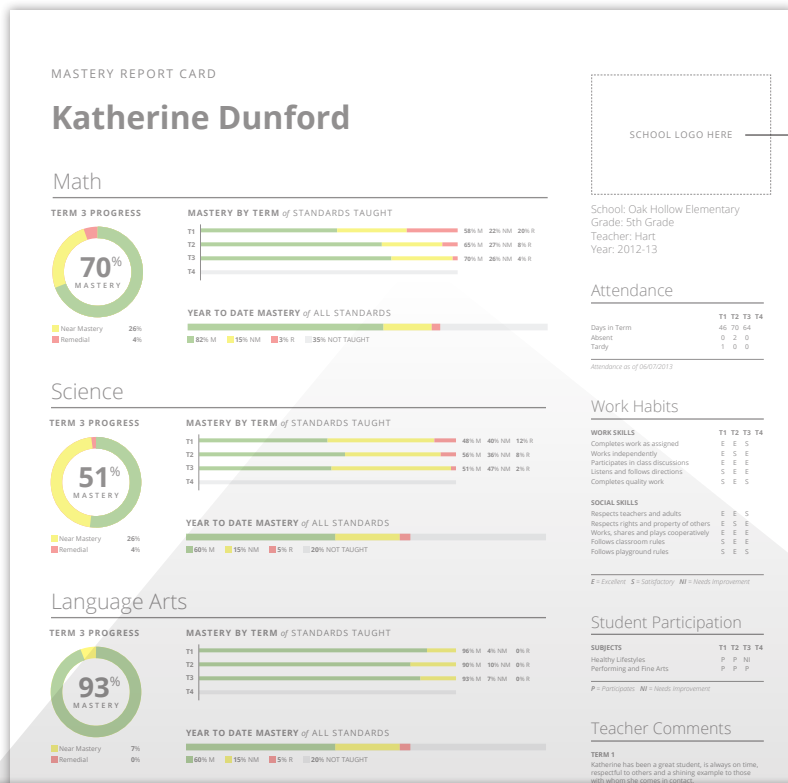 MASTERY REPORT CARD
Katherine Dunford
Math
TERM 3 PROGRESS
70%
MASTERY
Near Mastery 26%
Remedial 4%
MASTERY BY TERM of STANDARDS TAUGHT
T1 58% M 22% NM 20% R
T2 65% M 27% NM 8% R
T3 70% M 26% NM 4% R
T4
YEAR TO DATE MASTERY of ALL STANDARDS
82% M 15% NM 3% R 35% NOT TAUGHT
Science
TERM 3 PROGRESS
51%
MASTERY
Near Mastery 26%
Remedial 4%
MASTERY BY TERM of STANDARDS TAUGHT
T1 48% M 40% NM 12% R
T2 56% M 36% NM 8% R
T3 51% M 47% NM 2% R
T4
YEAR TO DATE MASTERY of ALL STANDARDS
60% M 15% NM 5% R 20% NOT TAUGHT
Language Arts
TERM 3 PROGRESS
93%
MASTERY
Near Mastery 7%
Remedial 0%
MASTERY BY TERM of STANDARDS TAUGHT
T1 96% M 4% NM 0% R
T2 90% M 10% NM 0% R
T3 93% M 7% NM 0% R
T4
YEAR TO DATE MASTERY of ALL STANDARDS
60% M 15% NM 5% R 20% NOT TAUGHT
SCHOOL LOGO HERE
School: Oak Hollow Elementary
Grade: 5th Grade
Teacher: Hart
Year: 2012-13
Attendance
T1 T2 T3 T4
Days in Term 46 70 64
Absent 0 2 0
Tardy 1 0 0
Attendance as of 06/07/2013
Work Habits
WORK SKILLS T1 T2 T3 T4
Completes work as assigned E E S
Works independently E S E
Participates in class discussions E E E
Listens and follows directions S E E
Completes quality work S E S
SOCIAL SKILLS
Respects teachers and adults E E S
Respects rights and property of others E S E
Works, shares and plays cooperatively E E E
Follows classroom rules S E E
Follows playground rules S E S
E = Excellent S = Satisfactory NI = Needs Improvement
Student Participation
SUBJECTS T1 T2 T3 T4
Healthy Lifestyles P P NI
Performing and Fine Arts P P P
P = Participates NI = Needs Improvement
Teacher Comments
TERM 1
Katherine has been a great student, is always on time,
respectful to others and a shining example to those
with whom she comes in contact.